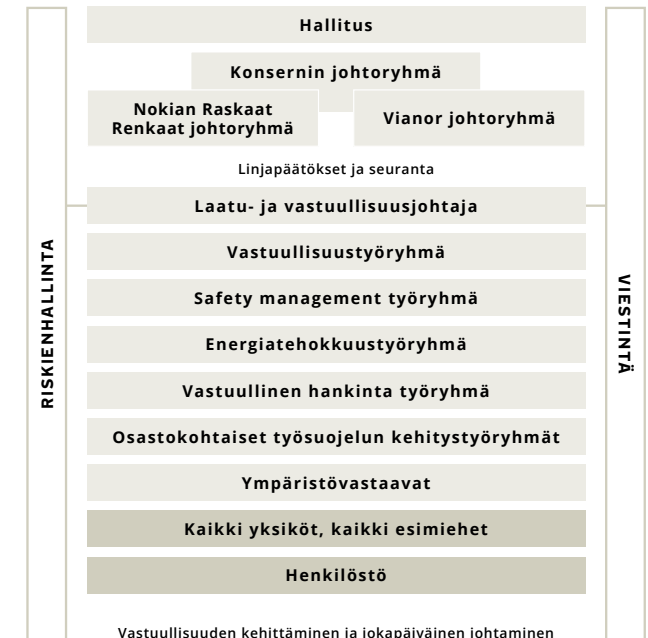 Hallitus
Konsernin johtoryhmä
Nokian Raskaat
Renkaat johtoryhmä
Vianor johtoryhmä
Linjapäätökset ja seuranta
Laatu- ja vastuullisuusjohtaja
Vastuullisuustyöryhmä
Safety management työryhmä
Energiatehokkuustyöryhmä
Vastuullinen hankinta työryhmä
Osastokohtaiset työsuojelun kehitystyöryhmät
Ympäristövastaavat
Kaikki yksiköt, kaikki esimiehet
Henkilöstö
Vastuullisuuden kehittäminen ja jokapäiväinen johtaminen
RISKIENHALLINTA
VIESTINTÄ